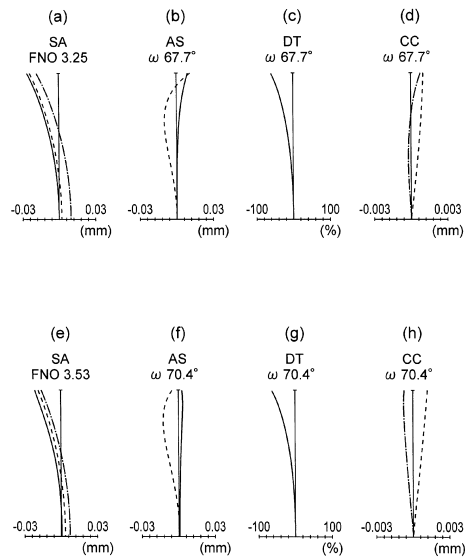 (a) (b) (c) (d)
SA AS DT CC
FNO 3.25 ω 67.7° ω 67.7° ω 67.7°
-0.03 0.03 -0.03 0.03 -100 100 -0.003 0.003
(mm) (mm) (%) (mm)
(e) (f) (g) (h)
SA AS DT CC
FNO 3.53 ω 70.4° ω 70.4° ω 70.4°
-0.03 0.03 -0.03 0.03 -100 100 -0.003 0.003
(mm) (mm) (%) (mm)